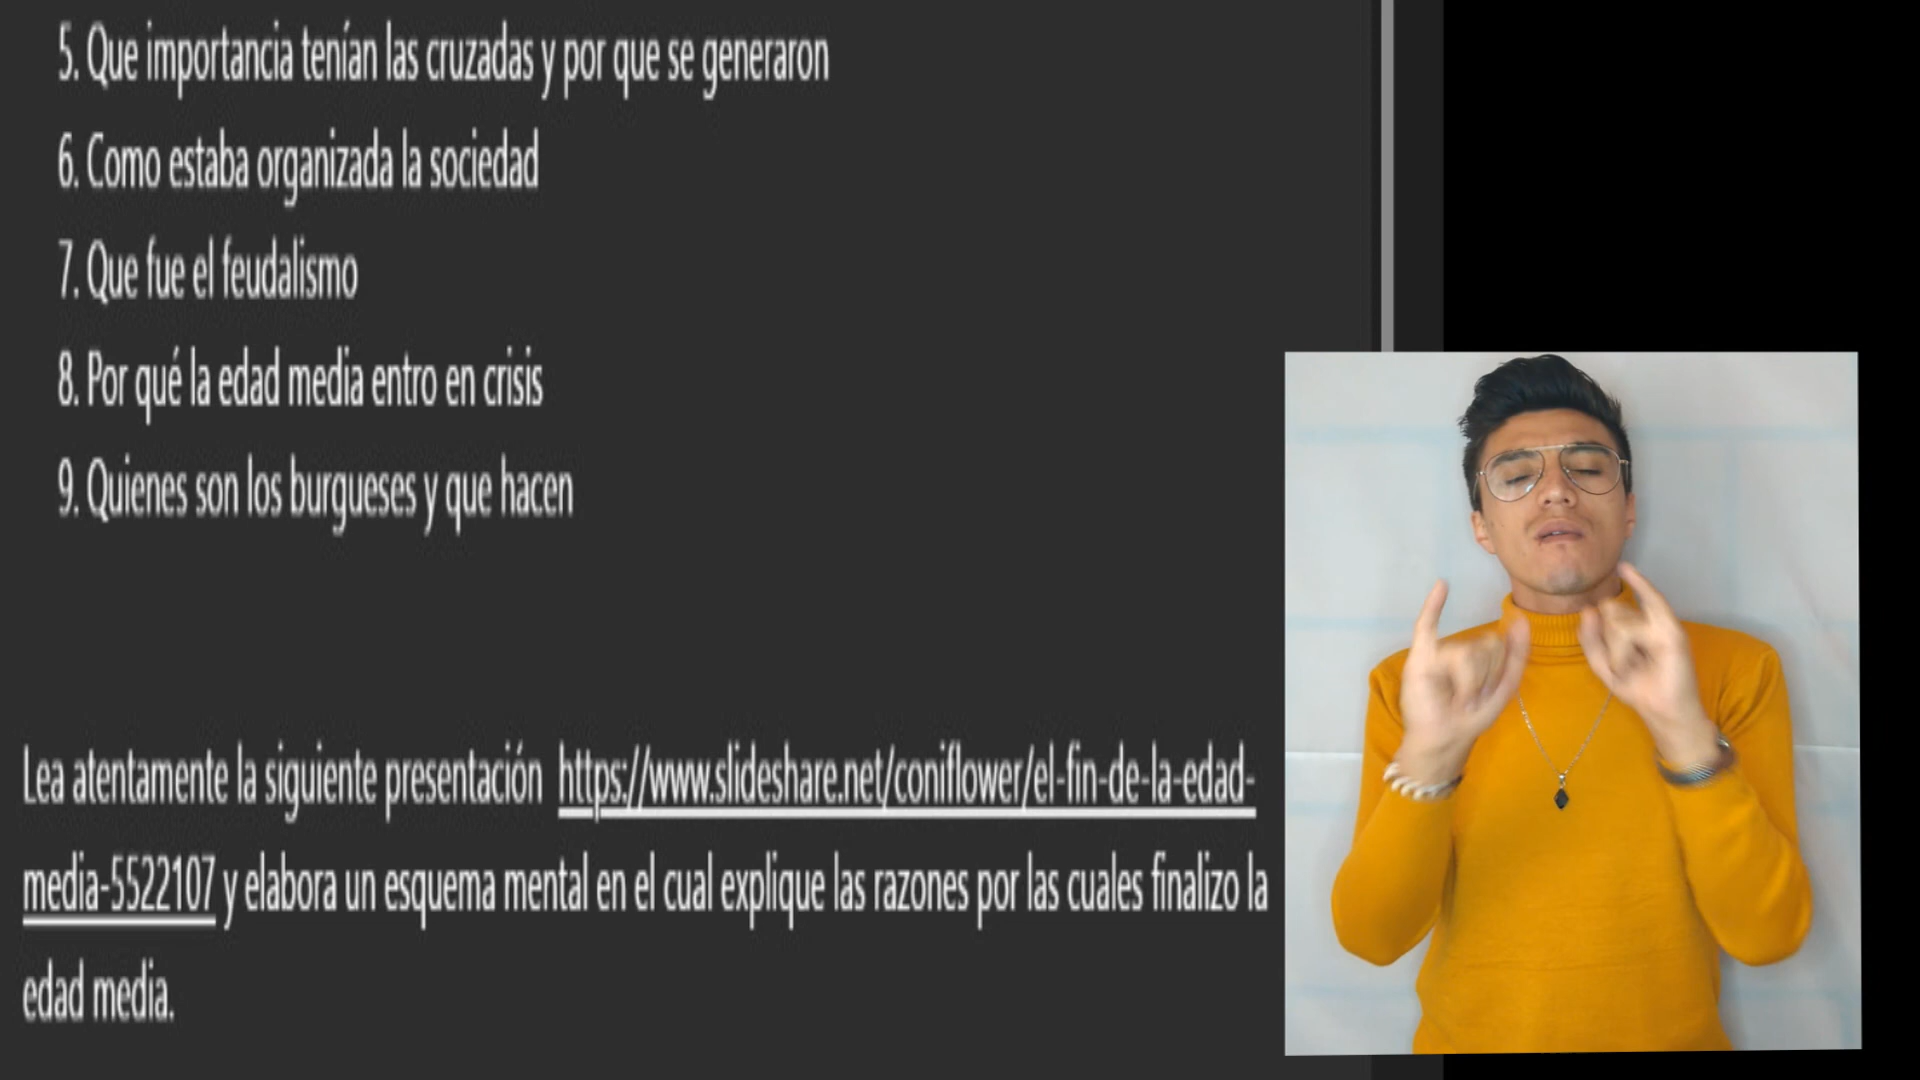 5. Que importancia tenían las cruzadas y por que se generaron
6. Como estaba organizada la sociedad
7. Que fue el feudalismo
8. Por qué la edad media entro en crisis
9. Quienes son los burgueses y que hacen
Lea atentamente la siguiente presentación https://www.slideshare.net/coniflower/el-fin-de-la-edad-
media-5522107 y elabora un esquema mental en el cual explique las razones por las cuales finalizo la
edad media.